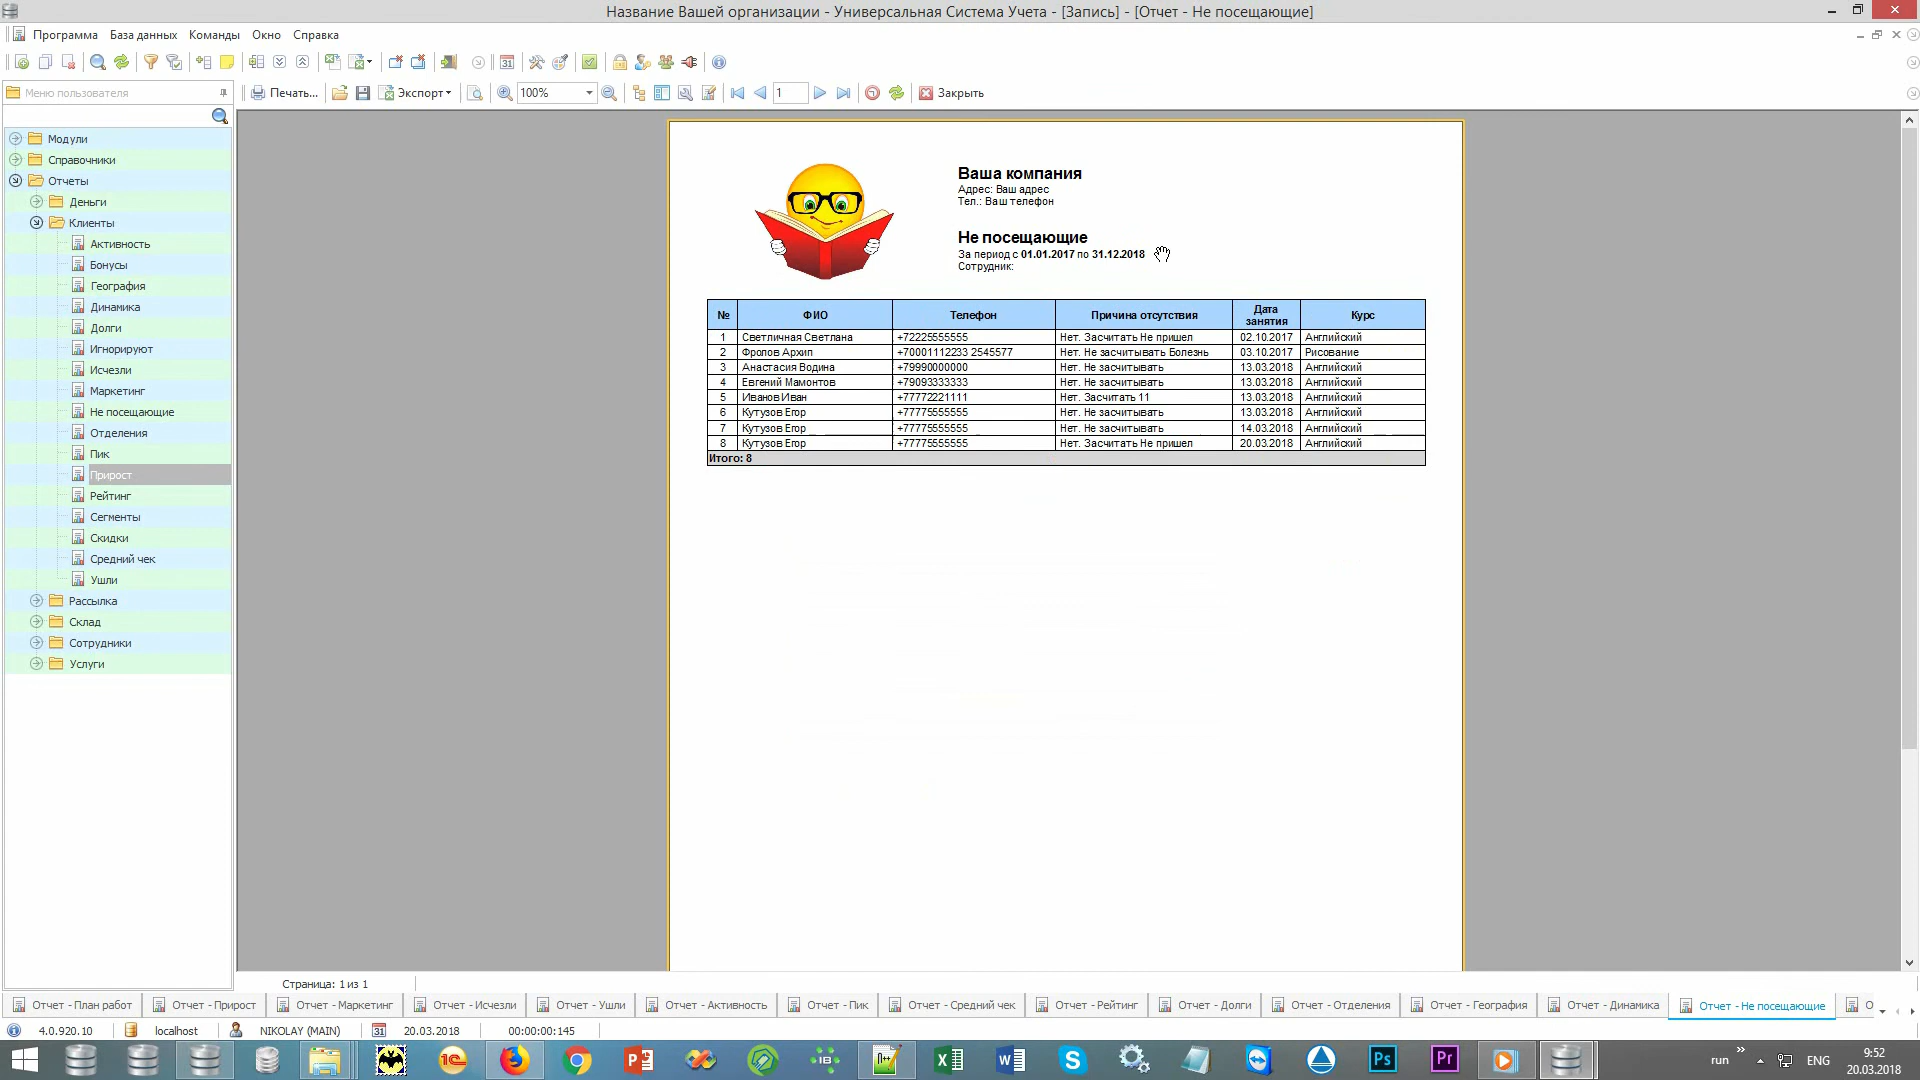 Название Вашей организации - Универсальная Система Учета - [Запись] - [Отчет - Не посещающие]
Программа База данных Команды Окно Справка
Печать... Экспорт 100% 1 Закрыть
Меню пользователя
Модули
Справочники
Отчеты
Деньги
Клиенты
Активность
Бонусы
География
Динамика
Долги
Игнорируют
Исчезли
Маркетинг
Не посещающие
Отделения
Пик
Прирост
Рейтинг
Сегменты
Скидки
Средний чек
Ушли
Рассылка
Склад
Сотрудники
Услуги
Ваша компания
Адрес: Ваш адрес
Тел.: Ваш телефон
Не посещающие
За период с 01.01.2017 по 31.12.2018
Сотрудник:
№ ФИО Телефон Причина отсутствия Дата занятия Курс
1 Светличная Светлана +72225555555 Нет. Засчитать Не пришел 02.10.2017 Английский
2 Фролов Архип +70001112233 2545577 Нет. Не засчитывать Болезнь 03.10.2017 Рисование
3 Анастасия Водина +79990000000 Нет. Не засчитывать 13.03.2018 Английский
4 Евгений Мамонтов +79093333333 Нет. Не засчитывать 13.03.2018 Английский
5 Иванов Иван +77772221111 Нет. Засчитать 11 13.03.2018 Английский
6 Кутузов Егор +77775555555 Нет. Не засчитывать 13.03.2018 Английский
7 Кутузов Егор +77775555555 Нет. Не засчитывать 14.03.2018 Английский
8 Кутузов Егор +77775555555 Нет. Засчитать Не пришел 20.03.2018 Английский
Итого: 8
Страница: 1 из 1
Отчет - План работ Отчет - Прирост Отчет - Маркетинг Отчет - Исчезли Отчет - Ушли Отчет - Активность Отчет - Пик Отчет - Средний чек Отчет - Рейтинг Отчет - Долги Отчет - Отделения Отчет - География Отчет - Динамика Отчет - Не посещающие О
4.0.920.10 localhost NIKOLAY (MAIN) 31 20.03.2018 00:00:00:145
run ENG 9:52
20.03.2018